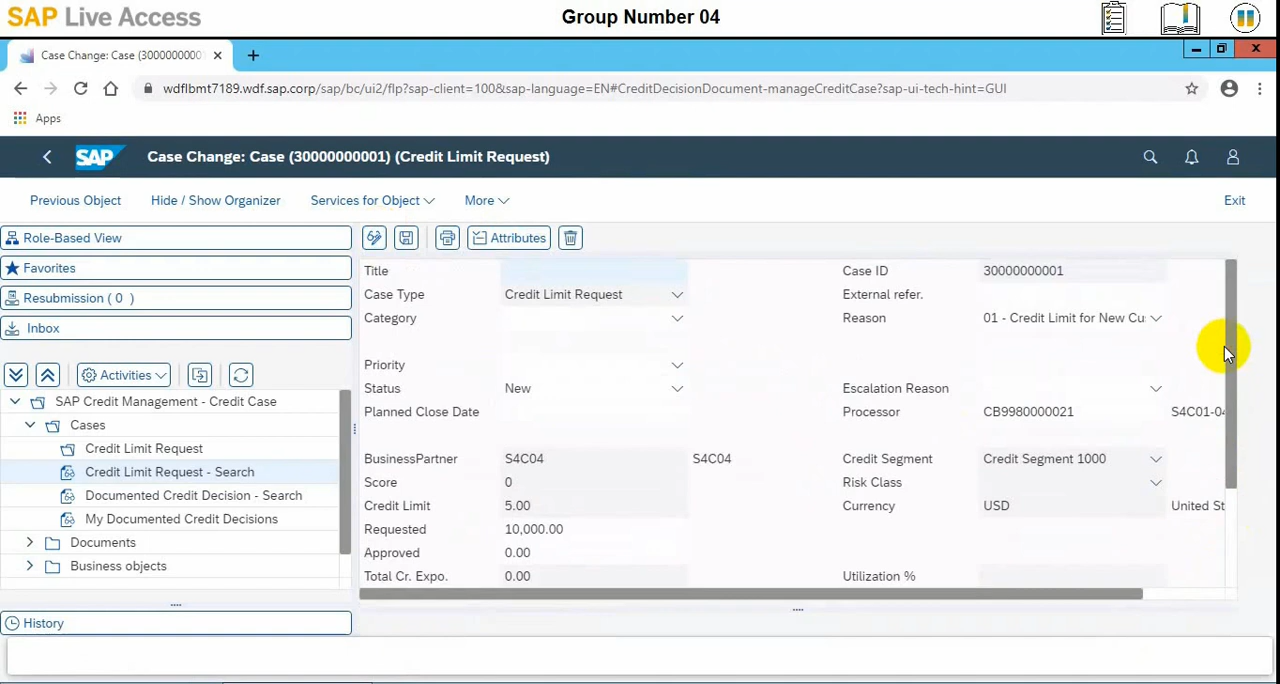 SAP Live Access
Group Number 04
Case Change: Case (30000000001
wdflbmt7189.wdf.sap.corp/sap/bc/ui2/flp?sap-client=100&sap-language=EN#CreditDecisionDocument-manageCreditCase?sap-ui-tech-hint=GUI
Apps
SAP Case Change: Case (30000000001) (Credit Limit Request)
Previous Object Hide / Show Organizer Services for Object More Exit
Role-Based View
Favorites
Resubmission ( 0 )
Inbox
Activities
SAP Credit Management - Credit Case
Cases
Credit Limit Request
Credit Limit Request - Search
Documented Credit Decision - Search
My Documented Credit Decisions
Documents
Business objects
History
Attributes
Title Case ID 30000000001
Case Type Credit Limit Request External refer.
Category Reason 01 - Credit Limit for New Cu
Priority
Status New Escalation Reason
Planned Close Date Processor CB9980000021 S4C01-04
BusinessPartner S4C04 S4C04 Credit Segment Credit Segment 1000
Score 0 Risk Class
Credit Limit 5.00 Currency USD United St
Requested 10,000.00
Approved 0.00
Total Cr. Expo. 0.00 Utilization %